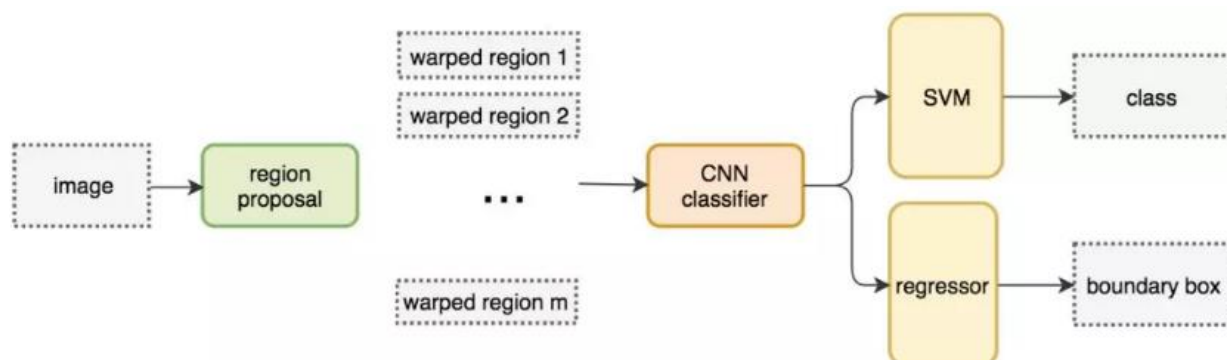 image
region
proposal
warped region 1
warped region 2
...
warped region m
CNN
classifier
SVM
class
regressor
boundary box